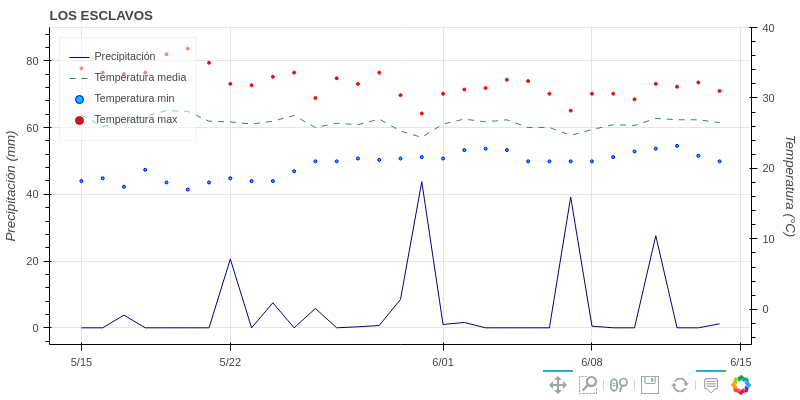 LOS ESCLAVOS
Precipitación
Temperatura media
Temperatura min
Temperatura max
Precipitación (mm)
80
60
40
20
0
Temperatura (°C)
40
30
20
10
0
5/15
5/22
6/01
6/08
6/15